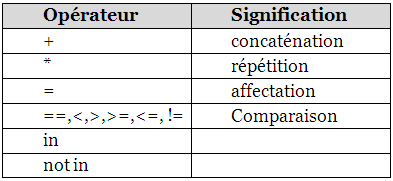 Opérateur Signification
+ concaténation
* répétition
= affectation
==,<,>,>=,<=, != Comparaison
in
not in